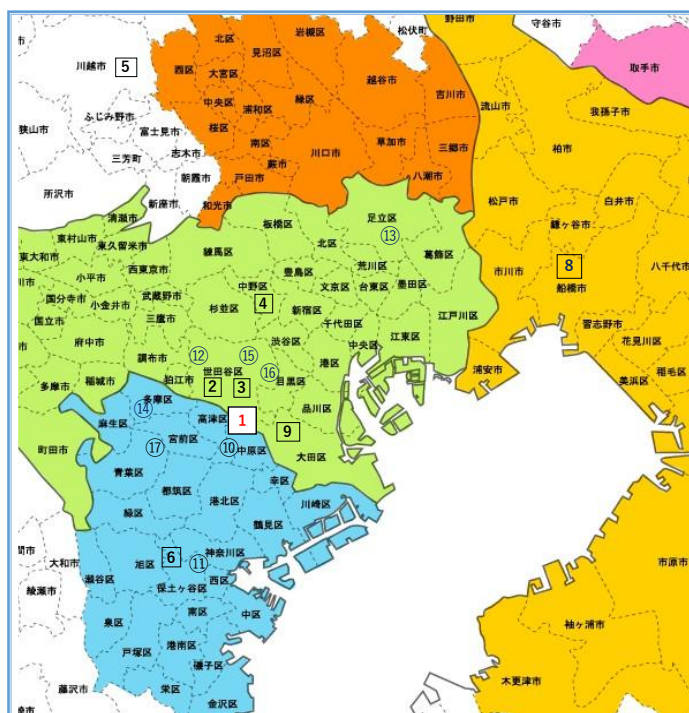 野田市
守谷市
松伏町
岩槻区
北区
見沼区
川越市
5
西区
大宮区
越谷市
取手市
吉川市
中央区
浦和区
緑区
流山市
我孫子市
ふじみ野市
桜区
狭山市
富士見市
南区
草加市
三郷市
柏市
三芳町
志木市
蕨市
川口市
朝霞市
戸田市
八潮市
所沢市
新座市
和光市
松戸市
白井市
清瀬市
足立区
板橋区
鎌ヶ谷市
東村山市
⑬
東久留米市
練馬区
北区
葛飾区
東大和市
西東京市
荒川区
市川市
8
八千代市
小平市
豊島区
川市
中野区
文京区
台東区
墨田区
船橋市
国分寺市
武蔵野市
4
小金井市
杉並区
新宿区
江戸川区
国立市
三鷹市
千代田区
習志野市
府中市
渋谷区
中央区
江東区
花見川区
市
調布市
⑫
⑮
港区
浦安市
稲毛区
世田谷区
⑯
目黒区
狛江市
2
3
美浜区
多摩市
稲城市
多摩区
⑭
品川区
麻生区
高津区
1
9
町田市
宮前区
⑰
⑩
中原区
大田区
青葉区
幸区
都筑区
港北区
川崎区
緑区
鶴見区
間市
大和市
旭区
6
神奈川区
市原市
瀬谷区
⑪
西区
綾瀬市
保土ヶ谷区
泉区
南区
中区
袖ヶ浦市
戸塚区
港南区
磯子区
木更津市
藤沢市
栄区
金沢区